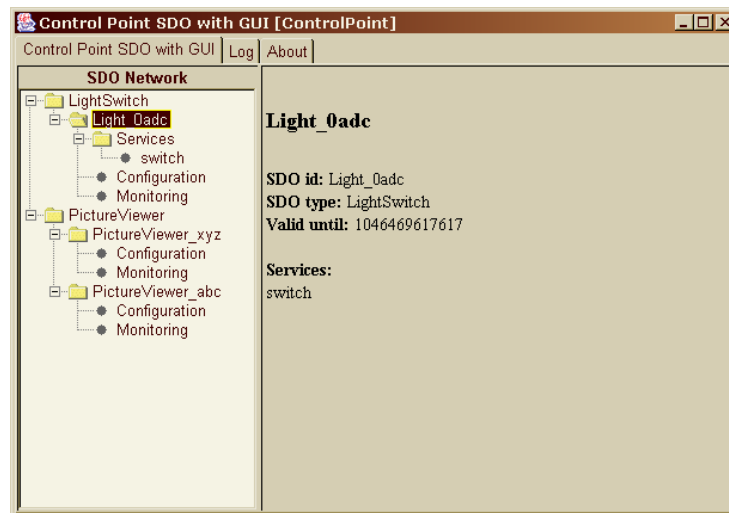 Control Point SDO with GUI [ControlPoint]
Control Point SDO with GUI Log About
SDO Network
LightSwitch
Light_0adc
Services
switch
Configuration
Monitoring
PictureViewer
PictureViewer_xyz
Configuration
Monitoring
PictureViewer_abc
Configuration
Monitoring
Light_0adc
SDO id: Light_0adc
SDO type: LightSwitch
Valid until: 1046469617617
Services:
switch